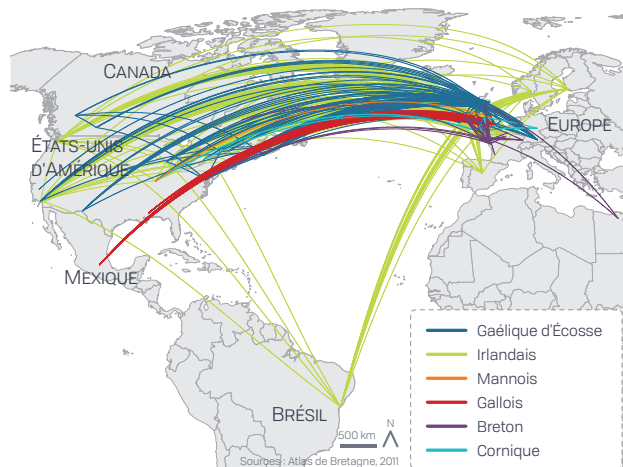 CANADA
ÉTATS-UNIS
D'AMÉRIQUE
EUROPE
MEXIQUE
BRÉSIL
500 km
N
Gaélique d'Écosse
Irlandais
Mannois
Gallois
Breton
Cornique
Sources : Atlas de Bretagne, 2011